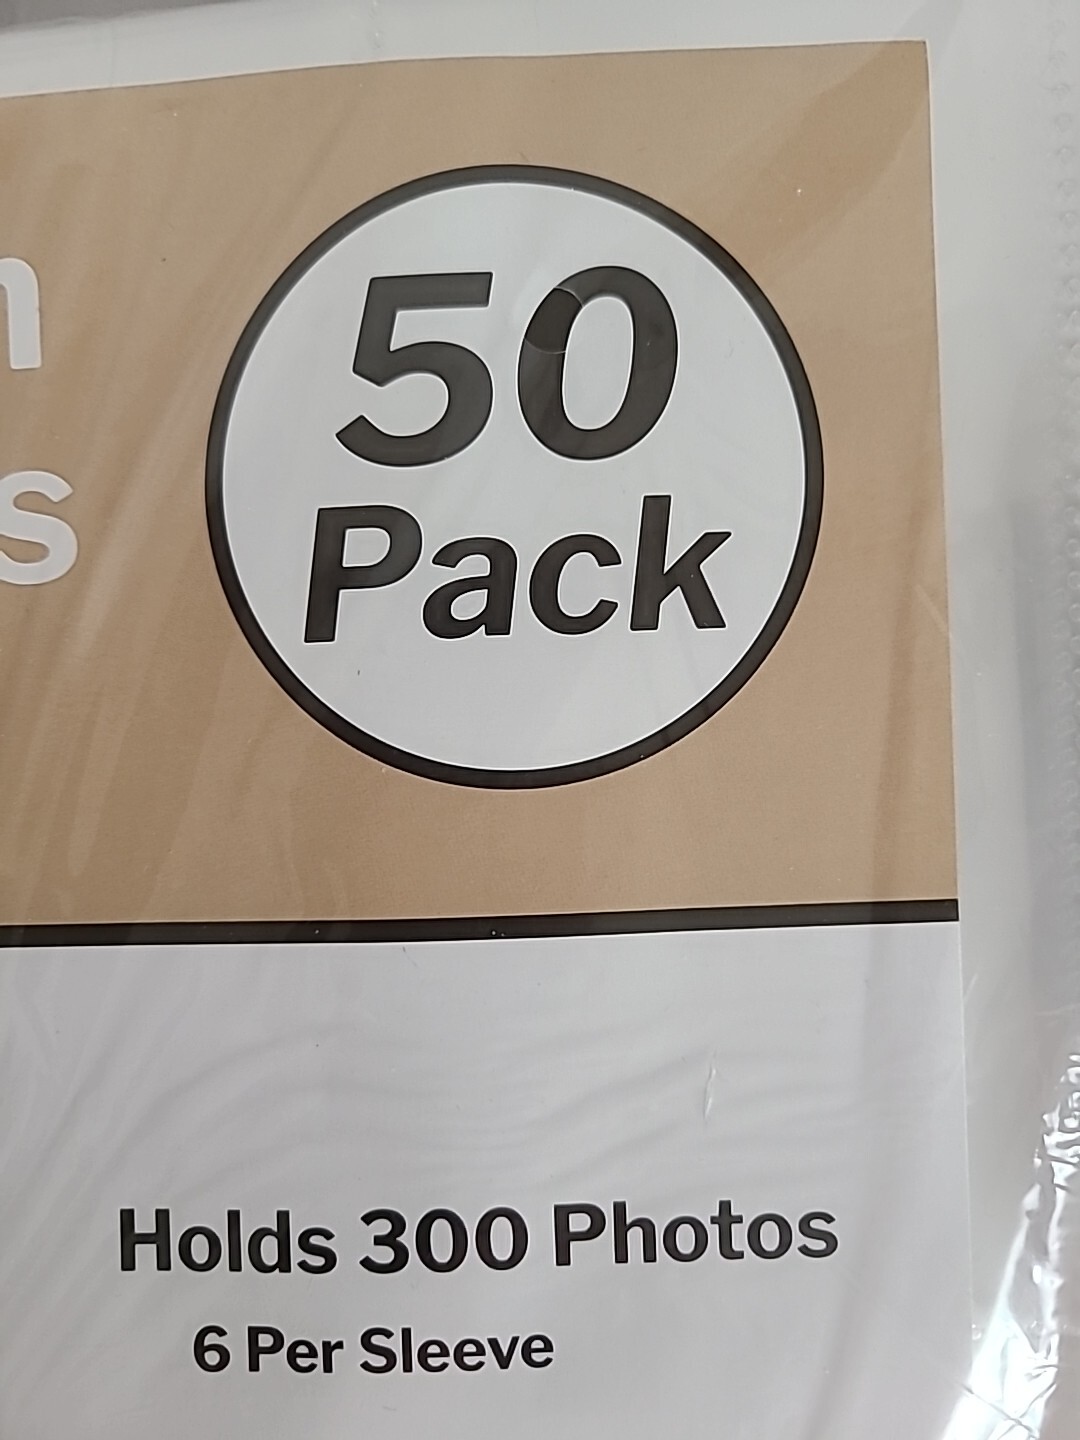 50
Pack
Holds 300 Photos
6 Per Sleeve